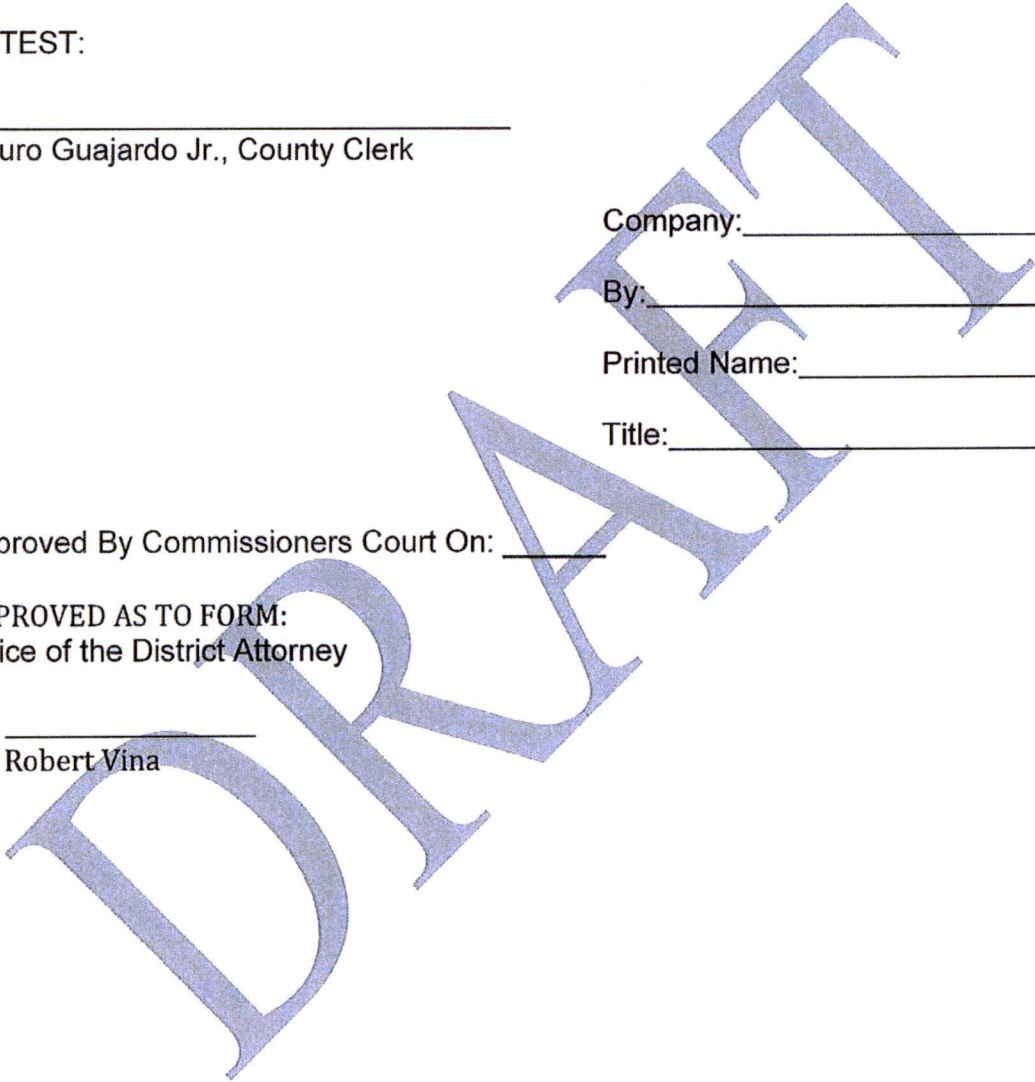 TEST:
uro Guajardo Jr., County Clerk
Company:
By:
Printed Name:
Title:
proved By Commissioners Court On:
PROVED AS TO FORM:
ice of the District Attorney
Robert Vina
DRAFT